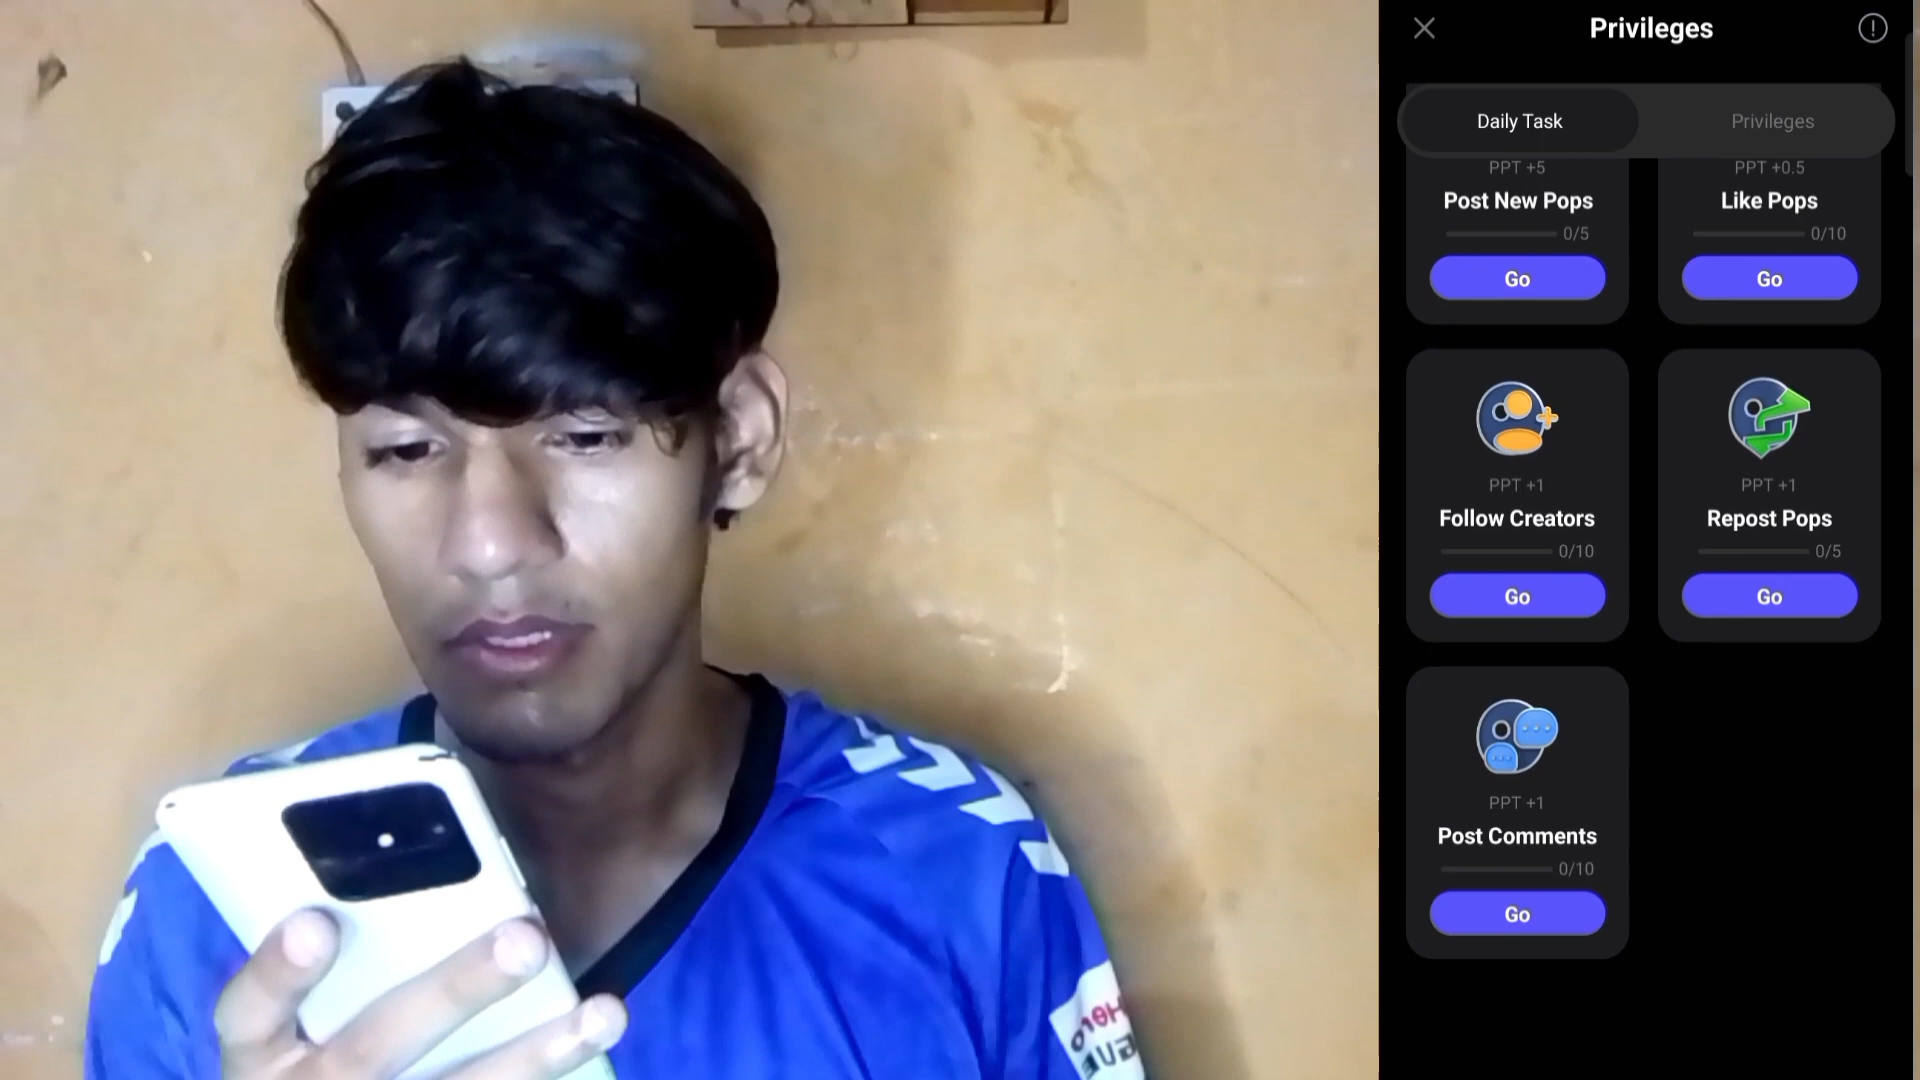 Privileges
Daily Task
Privileges
PPT +5
PPT +0.5
Post New Pops
Like Pops
0/5
0/10
Go
Go
PPT +1
PPT +1
Follow Creators
Repost Pops
0/10
0/5
Go
Go
PPT +1
Post Comments
0/10
Go
Hero